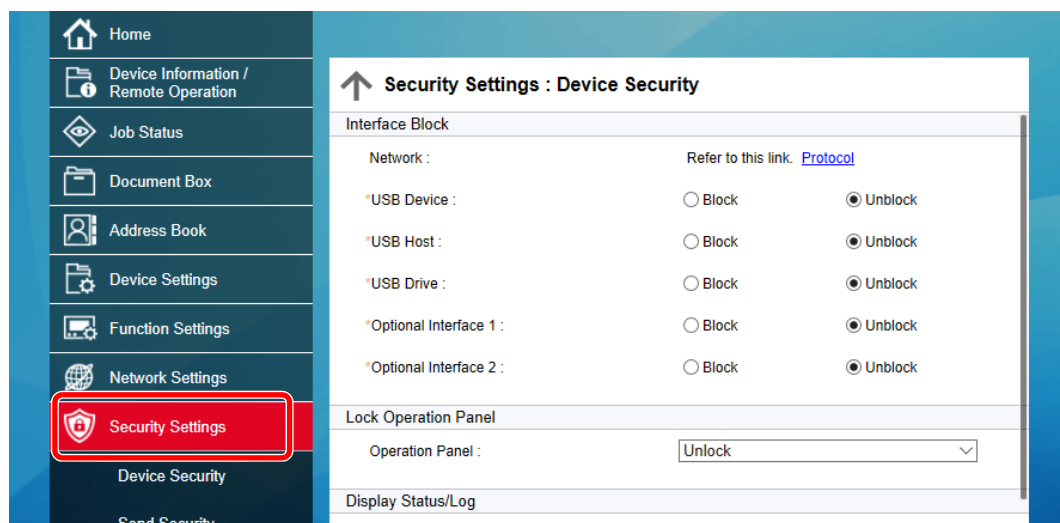 Home
Device Information /
Remote Operation
Job Status
Document Box
Address Book
Device Settings
Function Settings
Network Settings
Security Settings
Device Security
Send Security
Security Settings : Device Security
Interface Block
Network : Refer to this link. Protocol
*USB Device : Block Unblock
*USB Host : Block Unblock
*USB Drive : Block Unblock
*Optional Interface 1 : Block Unblock
*Optional Interface 2 : Block Unblock
Lock Operation Panel
Operation Panel : Unlock
Display Status/Log